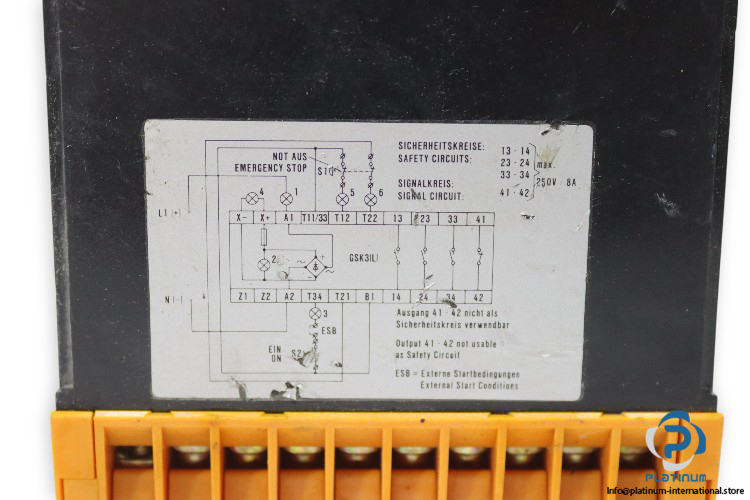 NOT AUS
EMERGENCY STOP
S1
SICHERHEITSKREISE:
SAFETY CIRCUITS:
13 - 14
23 - 24
33 - 34
max.
250V 8A
SIGNALKREIS:
SIGNAL CIRCUIT:
41 - 42
4 1 5 6
L1
X- X+ A1 T11/33 T12 T22 13 23 33 41
2
GSK31LI
N
Z1 Z2 A2 T34 T21 B1 14 24 34 42
3
ESB
EIN
ON
S2
Ausgang 41 - 42 nicht als
Sicherheitskreis verwendbar
Output 41 - 42 not usable
as Safety Circuit
ESB = Externe Startbedingungen
External Start Conditions
PLATINUM
INTERNATIONAL
Info@platinum-international.store